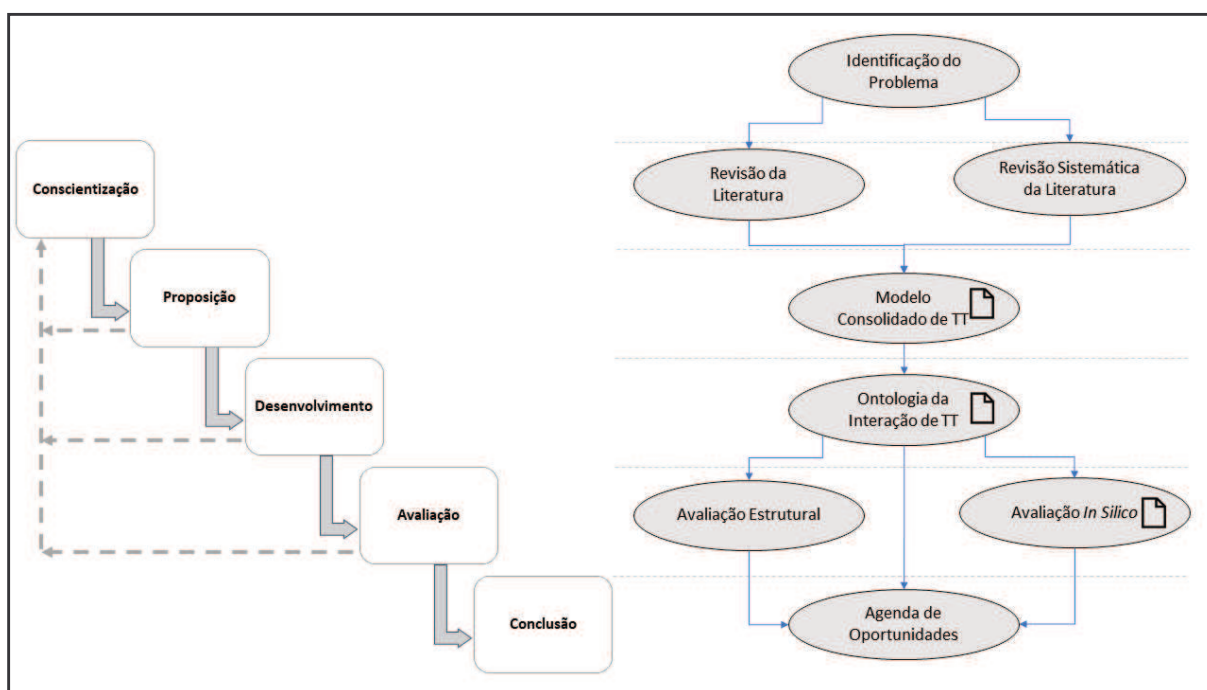 Conscientização
Proposição
Desenvolvimento
Avaliação
Conclusão
Identificação do
Problema
Revisão da
Literatura
Revisão Sistemática
da Literatura
Modelo
Consolidado de TT
Ontologia da
Interação de TT
Avaliação Estrutural
Avaliação In Silico
Agenda de
Oportunidades